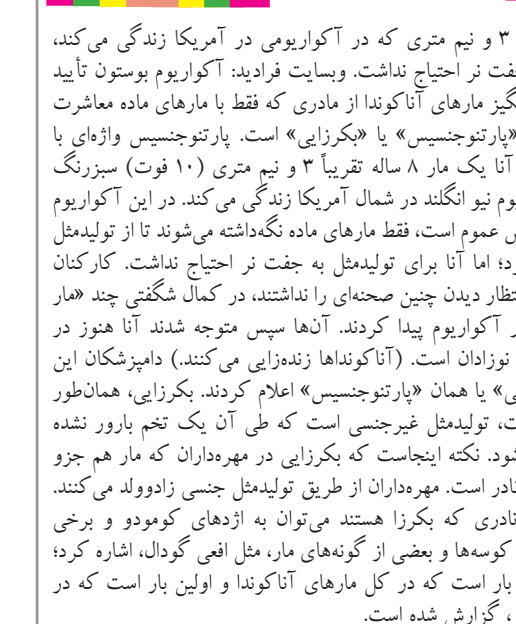 ۳ و نیم متری که در آکواریومی در آمریکا زندگی می‌کند،
جفت نر احتیاج نداشت. وبسایت فرادید: آکواریوم بوستون تأیید
مارهای آناکوندا از مادری که فقط با مارهای ماده معاشرت
«پارتنوجنسیس» یا «بکرزایی» است. پارتنوجنسیس واژه‌ای با
آنا یک مار ۸ ساله تقریباً ۳ و نیم متری (۱۰ فوت) سبزرنگ
نیو انگلند در شمال آمریکا زندگی می‌کند. در این آکواریوم
عموم است، فقط مارهای ماده نگه‌داشته می‌شوند تا از تولیدمثل
اما آنا برای تولیدمثل به جفت نر احتیاج نداشت. کارکنان
انتظار دیدن چنین صحنه‌ای را نداشتند، در کمال شگفتی چند «مار
آکواریوم پیدا کردند. آن‌ها سپس متوجه شدند آنا هنوز در
نوزادان است. (آناکونداها زنده‌زایی می‌کنند.) دامپزشکان این
یا همان «پارتنوجنسیس» اعلام کردند. بکرزایی، همان‌طور
تولیدمثل غیرجنسی است که طی آن یک تخم بارور نشده
نکته اینجاست که بکرزایی در مهره‌داران که مار هم جزو
نادر است. مهره‌داران از طریق تولیدمثل جنسی زادوولد می‌کنند.
نادری که بکرزا هستند می‌توان به اژدهای کومودو و برخی
کوسه‌ها و بعضی از گونه‌های مار، مثل افعی گودال، اشاره کرد؛
بار است که در کل مارهای آناکوندا و اولین بار است که در
، گزارش شده است.